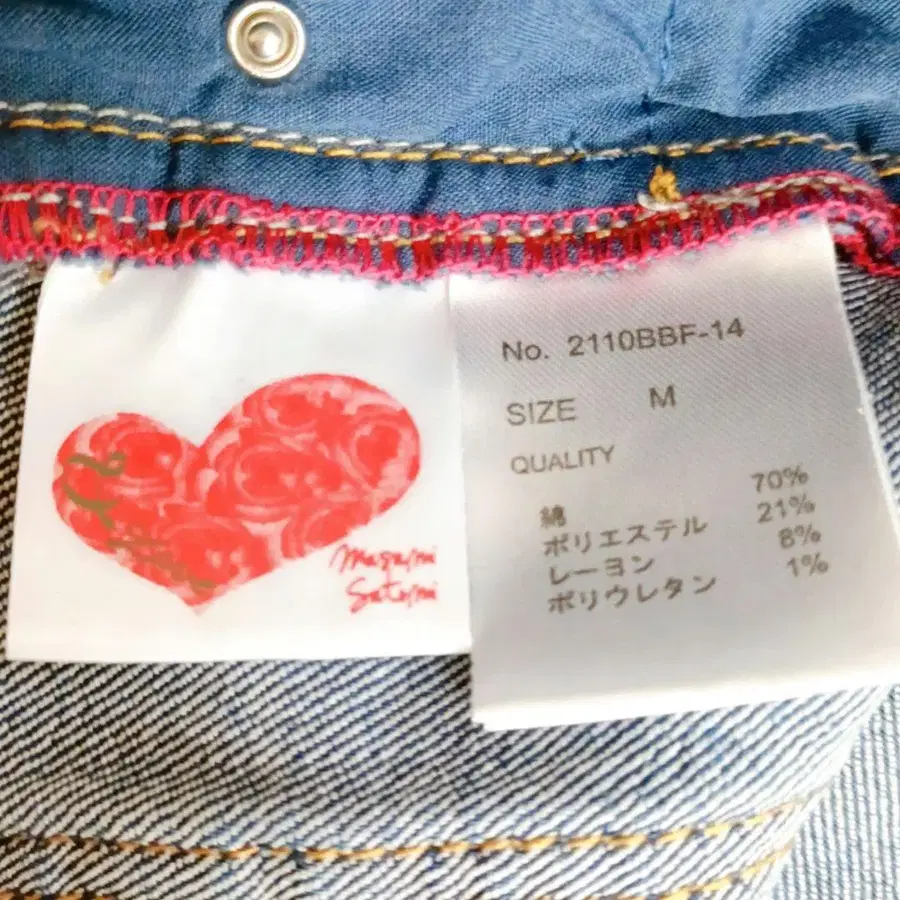 Masami
Satomi
No. 2110BBF-14
SIZE M
QUALITY
綿 70%
ポリエステル 21%
レーヨン 8%
ポリウレタン 1%